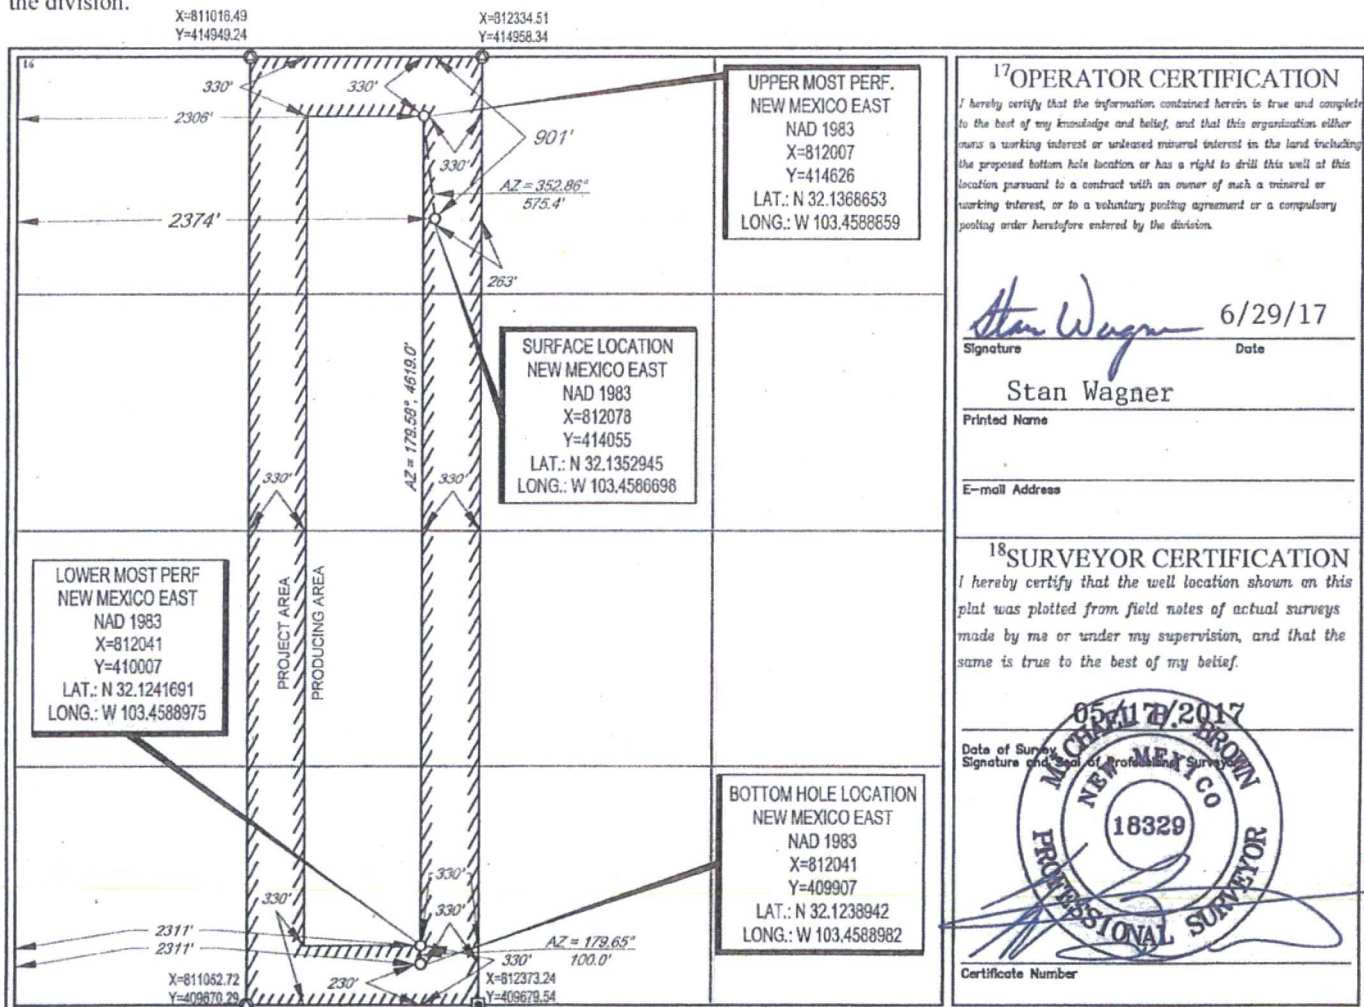 the division.
X=811016.49
Y=414949.24
X=812334.51
Y=414958.34
16
330'
330'
2306'
901'
330'
AZ = 352.86°
575.4'
2374'
263'
UPPER MOST PERF.
NEW MEXICO EAST
NAD 1983
X=812007
Y=414626
LAT.: N 32.1368653
LONG.: W 103.4588859
SURFACE LOCATION
NEW MEXICO EAST
NAD 1983
X=812078
Y=414055
LAT.: N 32.1352945
LONG.: W 103.4586698
AZ = 179.58°, 4619.0'
330'
330'
PROJECT AREA
PRODUCING AREA
LOWER MOST PERF
NEW MEXICO EAST
NAD 1983
X=812041
Y=410007
LAT.: N 32.1241691
LONG.: W 103.4588975
BOTTOM HOLE LOCATION
NEW MEXICO EAST
NAD 1983
X=812041
Y=409907
LAT.: N 32.1238942
LONG.: W 103.4588982
330'
330'
330'
2311'
2311'
AZ = 179.65°
100.0'
330'
230'
X=811052.72
Y=409670.29
X=812373.24
Y=409679.54
17 OPERATOR CERTIFICATION
I hereby certify that the information contained herein is true and complete
to the best of my knowledge and belief, and that this organization either
owns a working interest or unleased mineral interest in the land including
the proposed bottom hole location or has a right to drill this well at this
location pursuant to a contract with an owner of such a mineral or
working interest, or to a voluntary pooling agreement or a compulsory
pooling order heretofore entered by the division.
Stan Wagner 6/29/17
Signature Date
Stan Wagner
Printed Name
E-mail Address
18 SURVEYOR CERTIFICATION
I hereby certify that the well location shown on this
plat was plotted from field notes of actual surveys
made by me or under my supervision, and that the
same is true to the best of my belief.
05/17/2017
Date of Survey
Signature and Seal of Professional Surveyor
MICHAEL B. BROWN
NEW MEXICO
18329
PROFESSIONAL SURVEYOR
Certificate Number